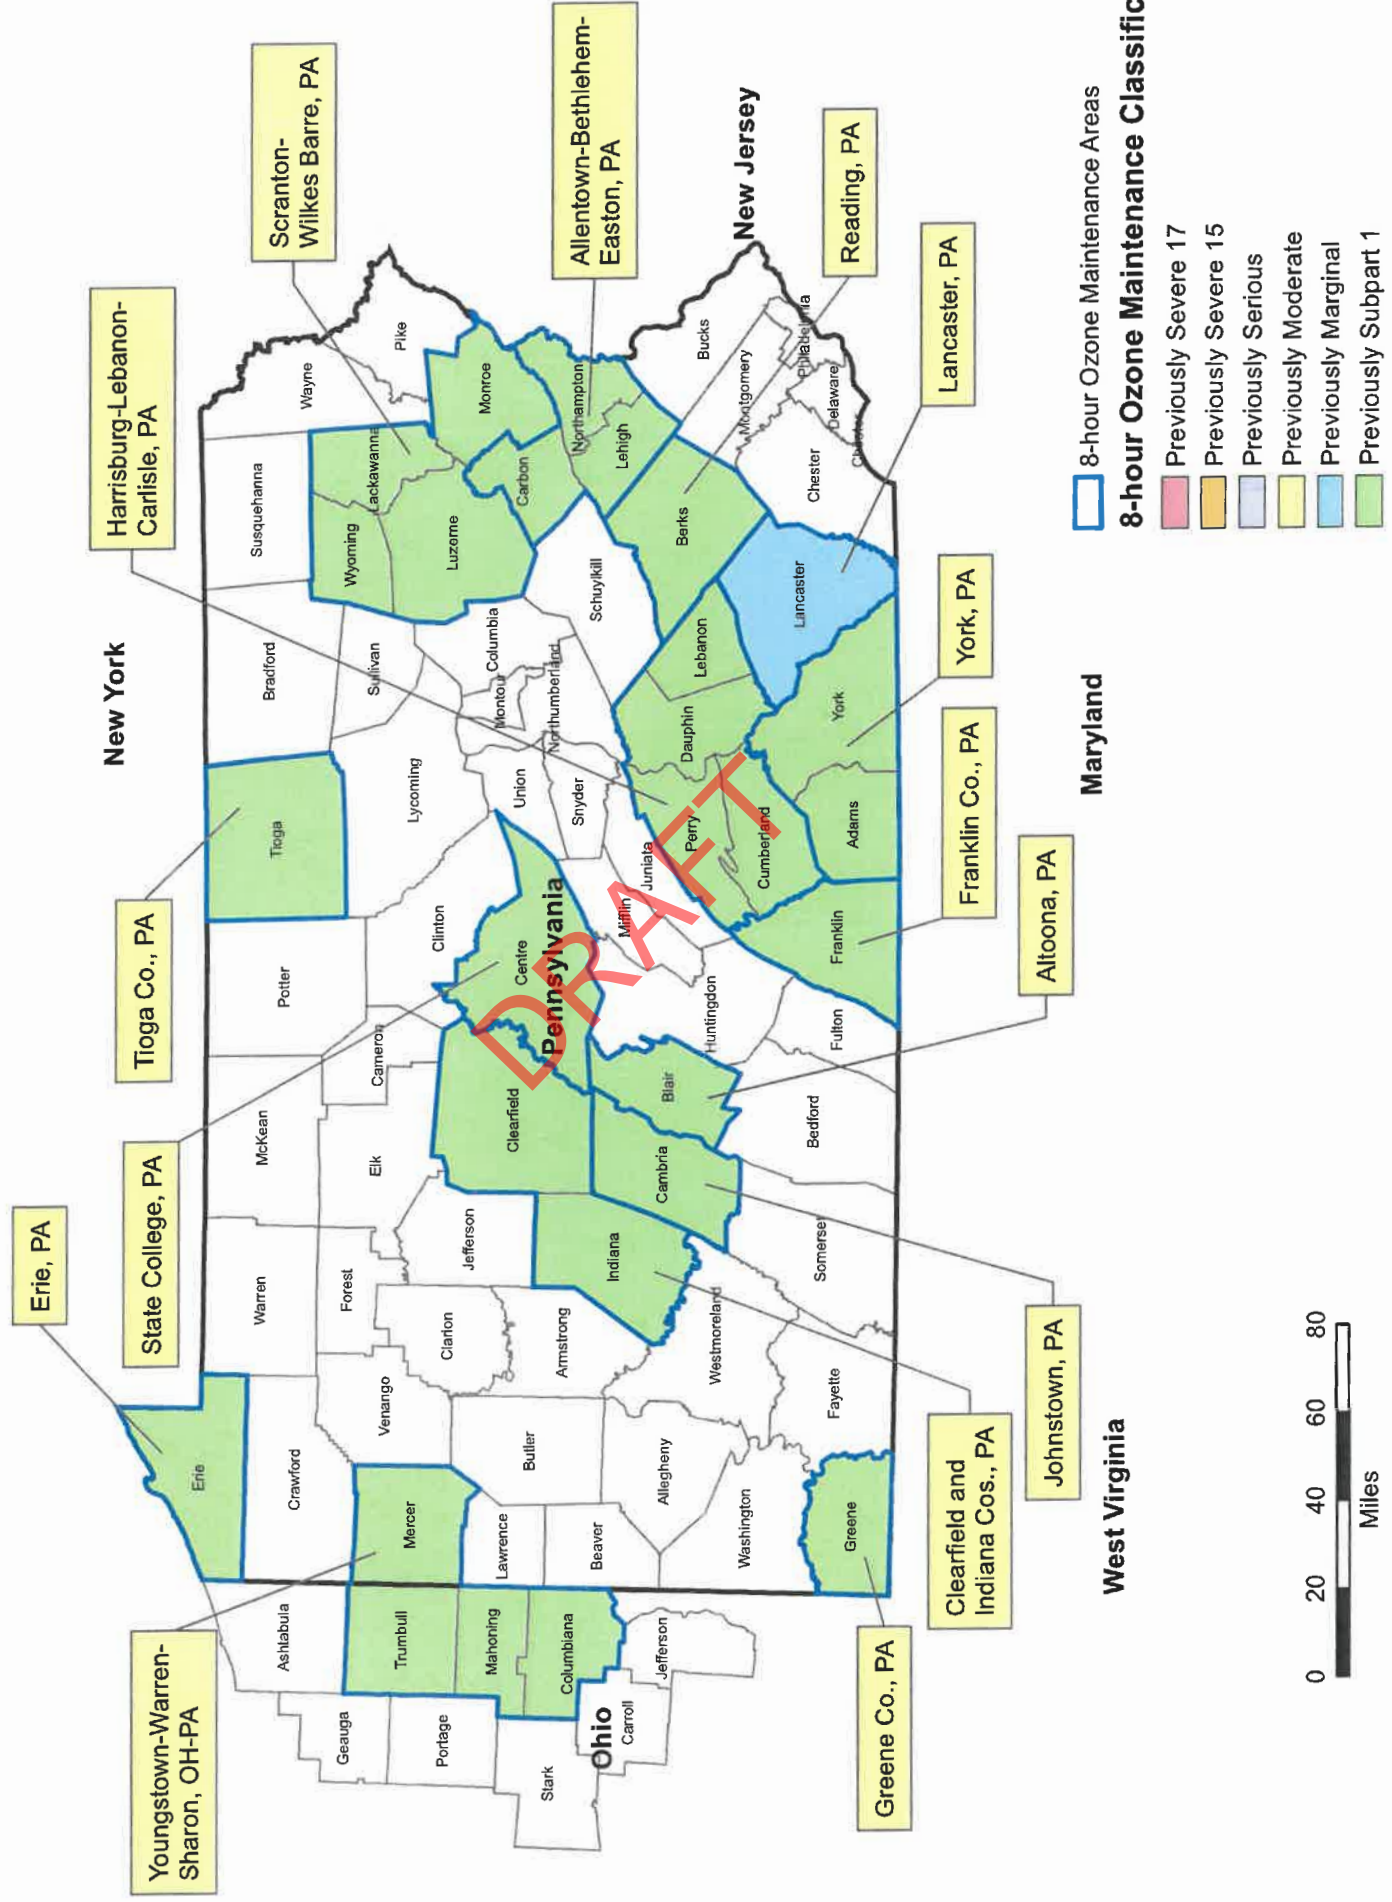 New York
New Jersey
Maryland
West Virginia
Ohio
Pennsylvania
DRAFT
Erie, PA
State College, PA
Tioga Co., PA
Harrisburg-Lebanon-
Carlisle, PA
Scranton-
Wilkes Barre, PA
Allentown-Bethlehem-
Easton, PA
Reading, PA
Lancaster, PA
York, PA
Franklin Co., PA
Altoona, PA
Johnstown, PA
Clearfield and
Indiana Cos., PA
Greene Co., PA
Youngstown-Warren-
Sharon, OH-PA
Erie
Crawford
Warren
McKean
Potter
Tioga
Bradford
Susquehanna
Wayne
Mercer
Venango
Forest
Elk
Cameron
Clinton
Lycoming
Sullivan
Wyoming
Lackawanna
Pike
Lawrence
Butler
Clarion
Jefferson
Clearfield
Centre
Union
Montour
Columbia
Luzerne
Monroe
Beaver
Armstrong
Indiana
Snyder
Northumberland
Schuylkill
Carbon
Northampton
Lehigh
Allegheny
Westmoreland
Cambria
Blair
Huntingdon
Mifflin
Juniata
Perry
Dauphin
Lebanon
Berks
Montgomery
Bucks
Philadelphia
Washington
Greene
Fayette
Somerset
Bedford
Fulton
Franklin
Cumberland
Adams
York
Lancaster
Chester
Delaware
Chester
Ashtabula
Geauga
Trumbull
Portage
Mahoning
Stark
Columbiana
Carroll
Jefferson
8-hour Ozone Maintenance Areas
8-hour Ozone Maintenance Classific
Previously Severe 17
Previously Severe 15
Previously Serious
Previously Moderate
Previously Marginal
Previously Subpart 1
0 20 40 60 80
Miles